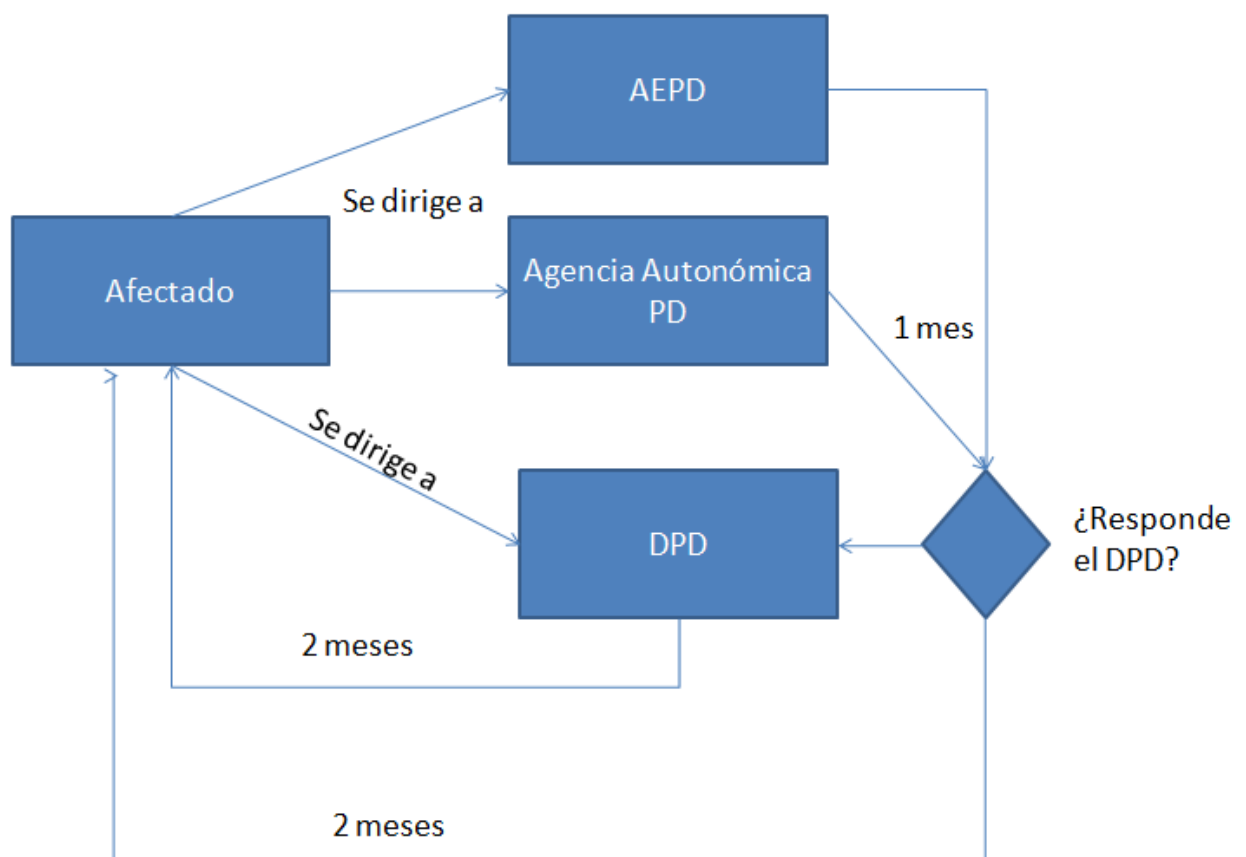 AEPD
Se dirige a
Afectado
Agencia Autonómica
PD
1 mes
Se dirige a
DPD
¿Responde
el DPD?
2 meses
2 meses